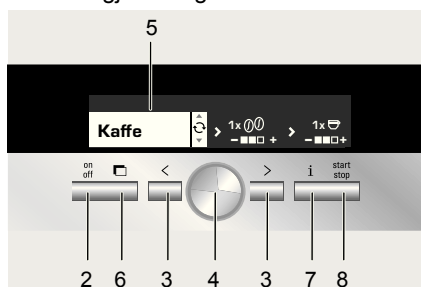 5
Kaffe > 1x > 1x
- + - +
on off < > i start stop
2 6 3 4 3 7 8